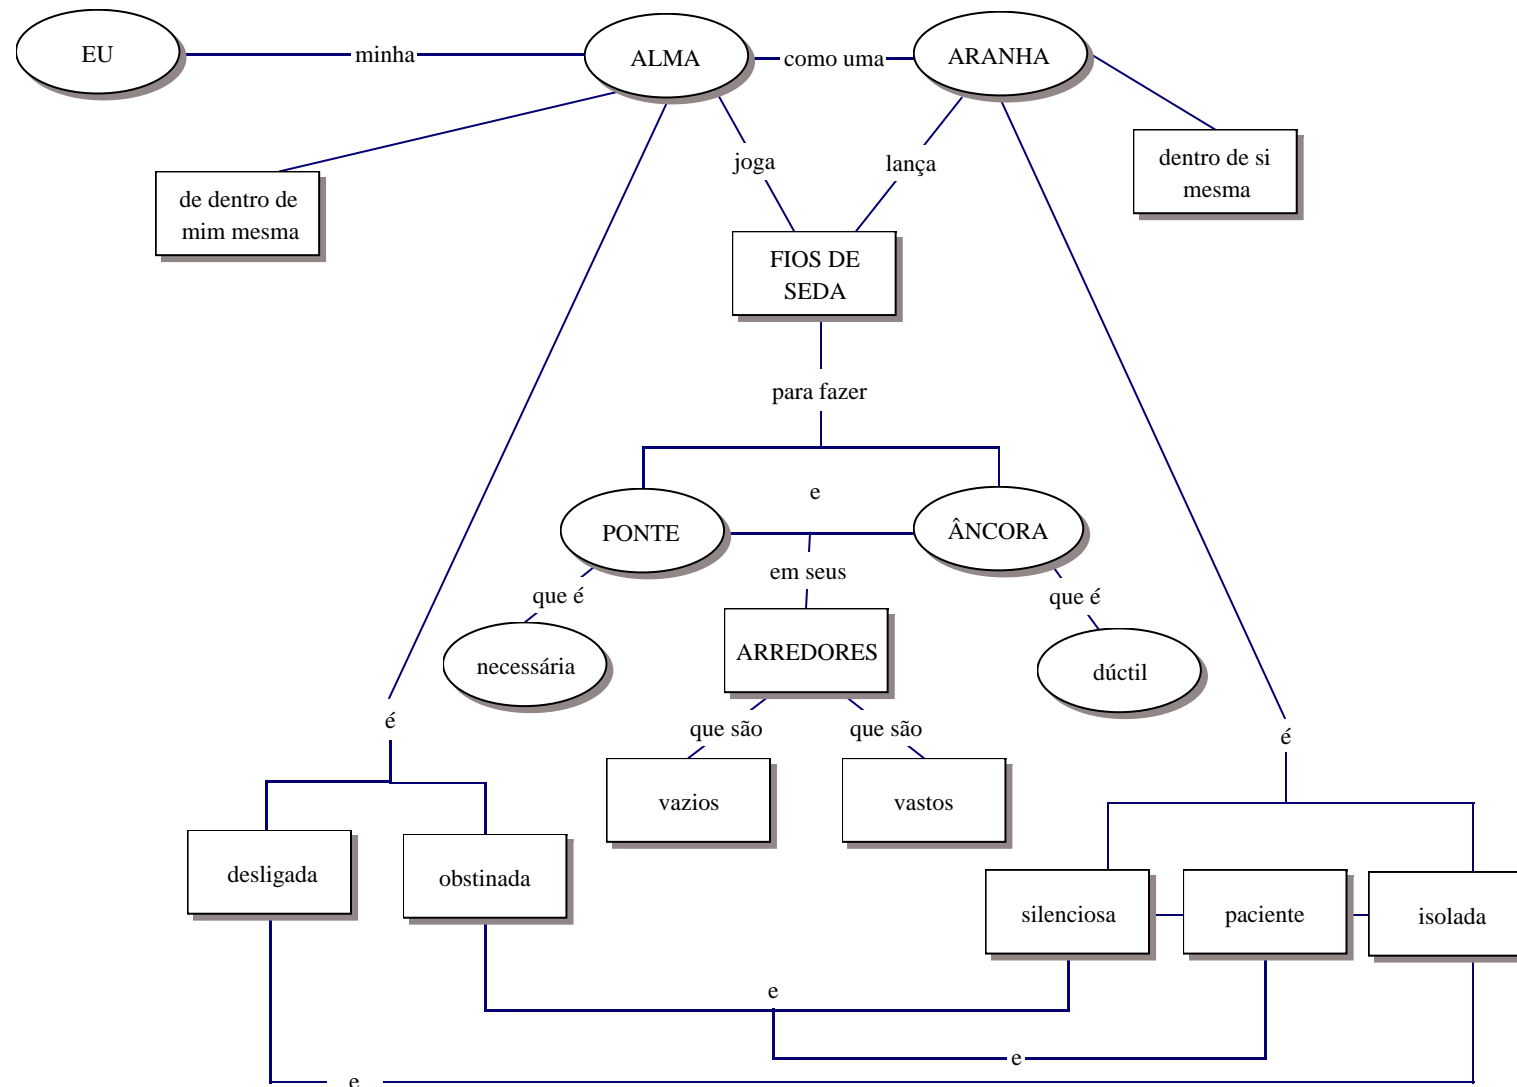 EU
minha
ALMA
como uma
ARANHA
de dentro de
mim mesma
joga
lança
dentro de si
mesma
FIOS DE
SEDA
para fazer
e
PONTE
ÂNCORA
em seus
que é
que é
necessária
ARREDORES
dúctil
é
que são
que são
é
vazios
vastos
desligada
obstinada
silenciosa
paciente
isolada
e
e
e